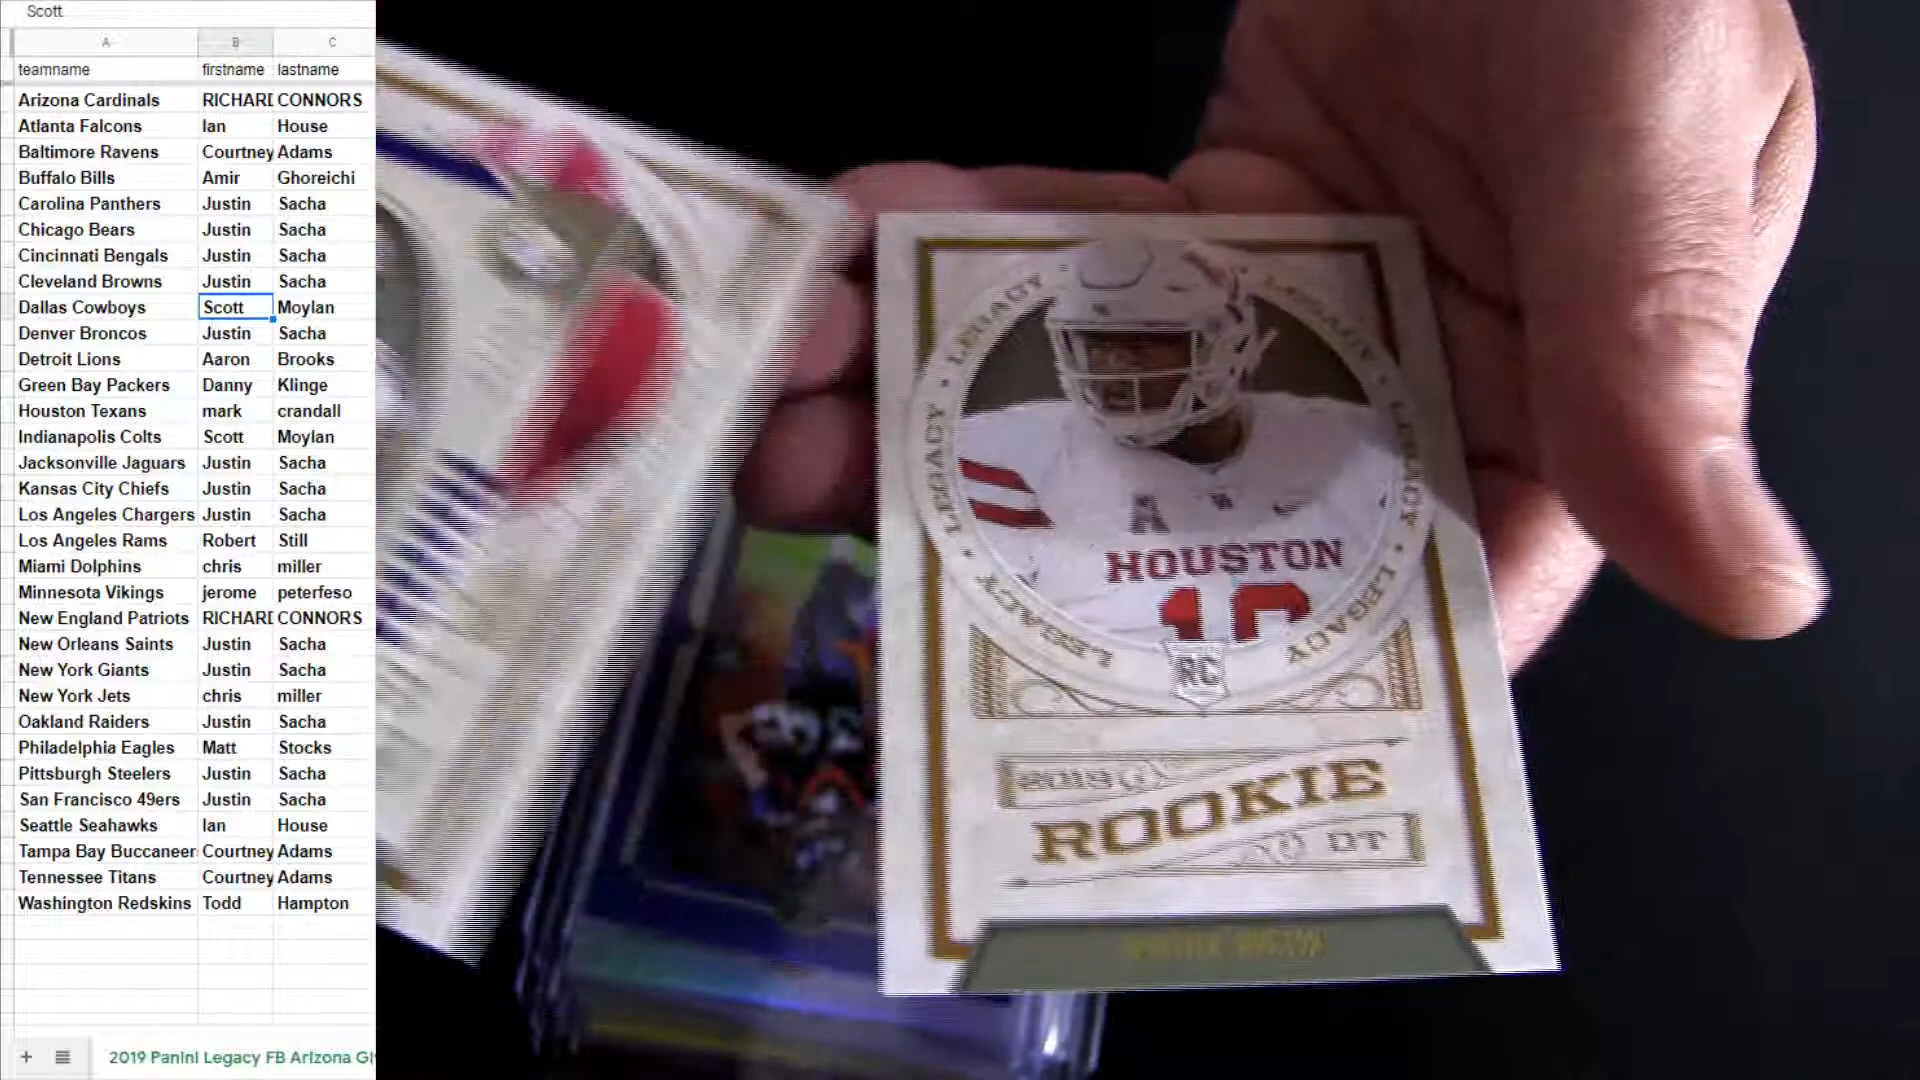 Scott
A B C
teamname firstname lastname
Arizona Cardinals RICHARD CONNORS
Atlanta Falcons Ian House
Baltimore Ravens Courtney Adams
Buffalo Bills Amir Ghoreichi
Carolina Panthers Justin Sacha
Chicago Bears Justin Sacha
Cincinnati Bengals Justin Sacha
Cleveland Browns Justin Sacha
Dallas Cowboys Scott Moylan
Denver Broncos Justin Sacha
Detroit Lions Aaron Brooks
Green Bay Packers Danny Klinge
Houston Texans mark crandall
Indianapolis Colts Scott Moylan
Jacksonville Jaguars Justin Sacha
Kansas City Chiefs Justin Sacha
Los Angeles Chargers Justin Sacha
Los Angeles Rams Robert Still
Miami Dolphins chris miller
Minnesota Vikings jerome peterfeso
New England Patriots RICHARD CONNORS
New Orleans Saints Justin Sacha
New York Giants Justin Sacha
New York Jets chris miller
Oakland Raiders Justin Sacha
Philadelphia Eagles Matt Stocks
Pittsburgh Steelers Justin Sacha
San Francisco 49ers Justin Sacha
Seattle Seahawks Ian House
Tampa Bay Buccaneer Courtney Adams
Tennessee Titans Courtney Adams
Washington Redskins Todd Hampton
+ 2019 Panini Legacy FB Arizona Gi
LEGACY • LEGACY • LEGACY • LEGACY • LEGACY • LEGACY
HOUSTON
10
RC
2019
ROOKIE
DT